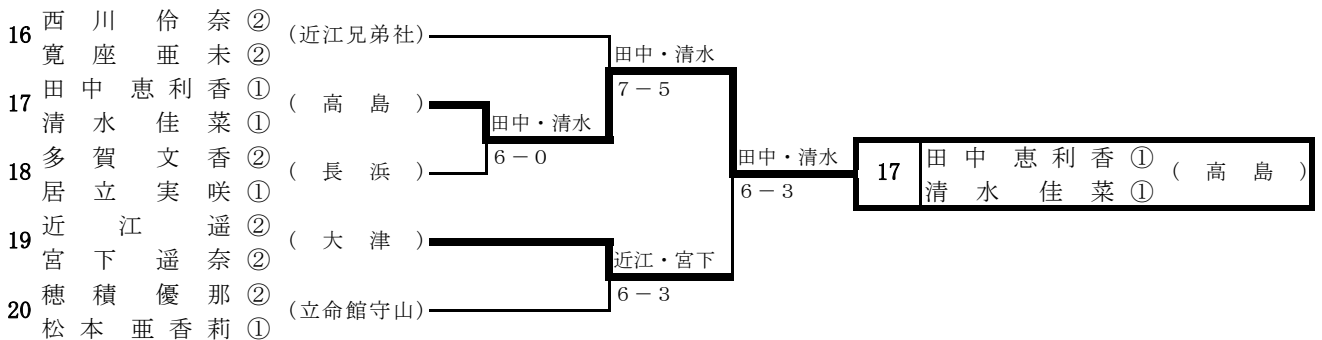 16 西川伶奈② (近江兄弟社)
寛座亜未②
田中・清水
7－5
17 田中恵利香① (高島)
清水佳菜①
田中・清水
6－0
18 多賀文香② (長浜)
居立実咲①
田中・清水
6－3
17 田中恵利香① (高島)
清水佳菜①
19 近江遥② (大津)
宮下遥奈②
近江・宮下
6－3
20 穂積優那② (立命館守山)
松本亜香莉①